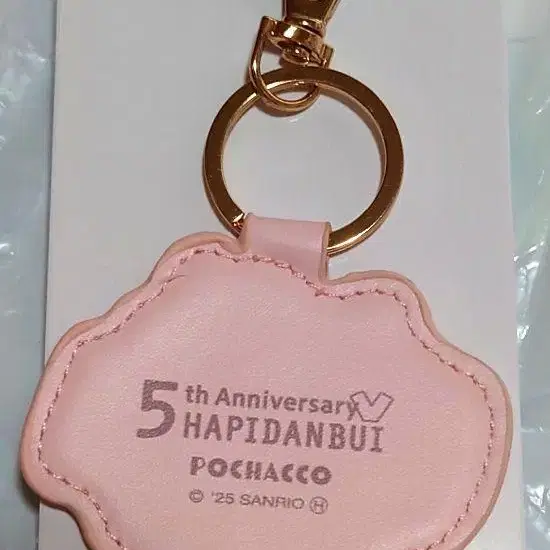 5th Anniversary
HAPIDANBUI
POCHACCO
© '25 SANRIO Ⓗ